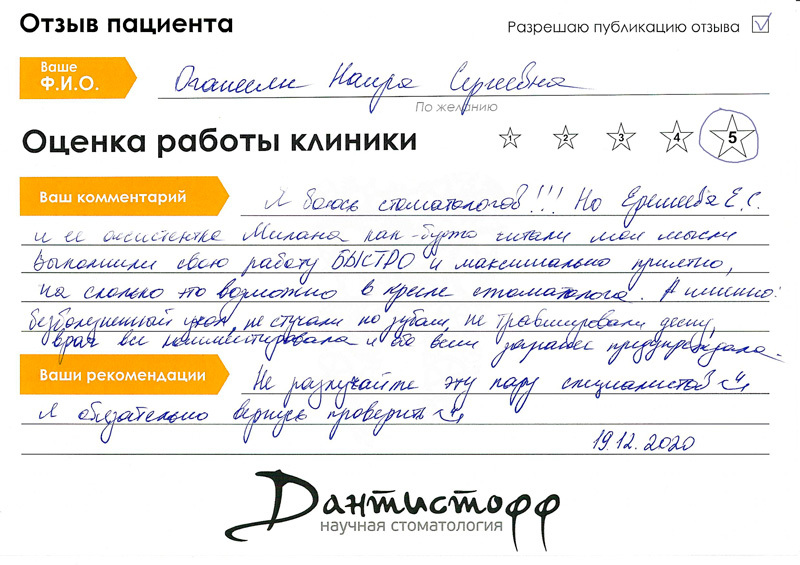 Отзыв пациента
Разрешаю публикацию отзыва
Ваше
Ф.И.О.
Оганесян Наира Сергеевна
По желанию
Оценка работы клиники
1 2 3 4 5
Ваш комментарий
Я боюсь стоматологов!!! Но Е.С.
и ее ассистентка Милана как-будто читали мои мысли
Выполнили свою работу БЫСТРО и максимально приятно,
на сколько это возможно в кресле стоматолога. А именно:
безболезненный укол, не стучали по зубам, не травмировали десну,
врач все комментировала и обо всем заранее предупреждала.
Ваши рекомендации
Не разлучайте эту пару специалистов
Я обязательно вернусь проверить
19.12.2020
Дантистофф
научная стоматология